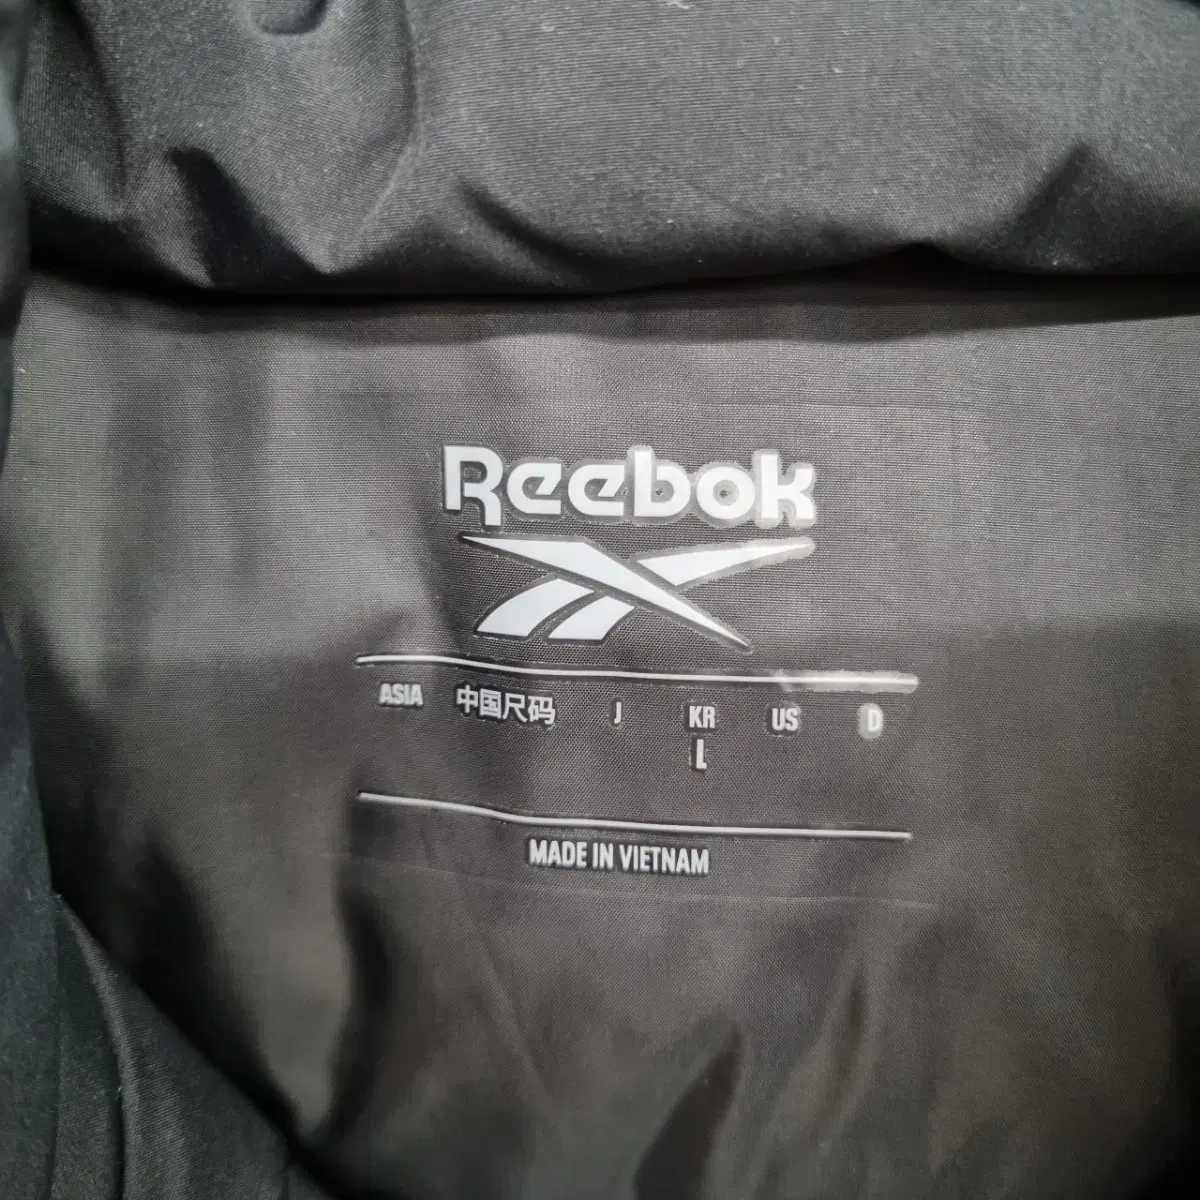 Reebok
ASIA 中国尺码 J KR US D
L
MADE IN VIETNAM